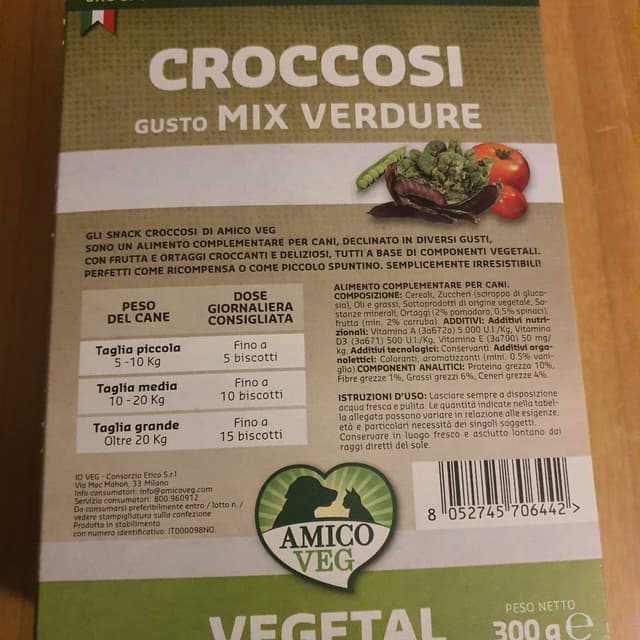 CROCCOSI
GUSTO MIX VERDURE
GLI SNACK CROCCOSI DI AMICO VEG
SONO UN ALIMENTO COMPLEMENTARE PER CANI, DECLINATO IN DIVERSI GUSTI,
CON FRUTTA E ORTAGGI CROCCANTI E DELIZIOSI, TUTTI A BASE DI COMPONENTI VEGETALI.
PERFETTI COME RICOMPENSA O COME PICCOLO SPUNTINO. SEMPLICEMENTE IRRESISTIBILI!
PESO
DEL CANE
DOSE
GIORNALIERA
CONSIGLIATA
Taglia piccola
5 -10 Kg
Fino a
5 biscotti
Taglia media
10 - 20 Kg
Fino a
10 biscotti
Taglia grande
Oltre 20 Kg
Fino a
15 biscotti
ALIMENTO COMPLEMENTARE PER CANI.
COMPOSIZIONE: Cereali, Zuccheri (sciroppo di gluco-
sio), Oli e grassi, Sottoprodotti di origine vegetale, So-
stanze minerali, Ortaggi (2% pomodoro, 0,5% spinaci),
frutta (min. 2% carruba). ADDITIVI: Additivi nutri-
zionali: Vitamina A (3a672a) 5.000 U.I./Kg, Vitamina
D3 (3a671) 500 U.I./Kg, Vitamina E (3a700) 50 mg/
kg. Additivi tecnologici: Conservanti. Additivi orga-
nolettici: Coloranti, aromatizzanti (mini. 0.5% vani-
glia).COMPONENTI ANALITICI: Proteina grezza 10%,
Fibre grezze 1%, Grassi grezzi 6%, Ceneri grezze 4%.
ISTRUZIONI D'USO: Lasciare sempre a disposizione
acqua fresca e pulita. Le quantità indicate nella tabel-
la allegata possono variare in relazione alle esigenze,
età e particolari necessità dei singoli soggetti.
Conservare in luogo fresco e asciutto lontano dai
raggi diretti del sole.
IO VEG - Consorzio Etico S.r.l
Via Mac Mahon, 33 Milano
Info consumatori: info@amicoveg.com
Servizio consumatori: 800.960912
Da consumarsi preferibilmente entro / lotto n. /
vedere stampigliatura sulla confezione
Prodotto in stabilimento
con numero identificativo: IT000098NO.
AMICO
VEG
8 052745 706442 >
VEGETAL
PESO NETTO
300 g e